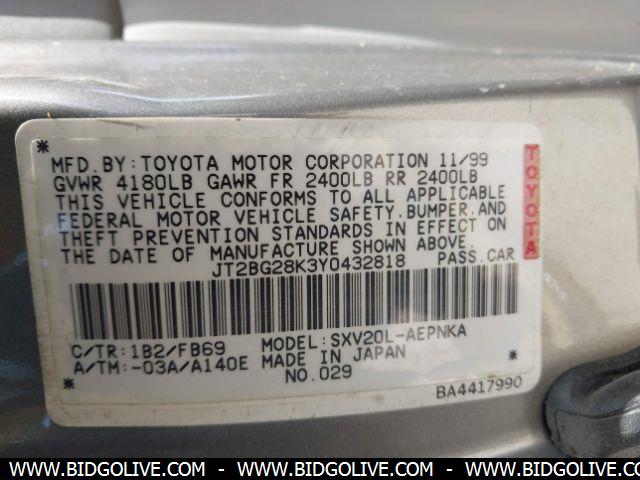 MFD. BY: TOYOTA MOTOR CORPORATION 11/99
GVWR 4180LB GAWR FR 2400LB RR 2400LB
THIS VEHICLE CONFORMS TO ALL APPLICABLE
FEDERAL MOTOR VEHICLE SAFETY. BUMPER. AND
THEFT PREVENTION STANDARDS IN EFFECT ON
THE DATE OF MANUFACTURE SHOWN ABOVE.
JT2BG28K3Y0432818 PASS. CAR
TOYOTA
C/TR: 1B2/FB69 MODEL: SXV20L-AEPNKA
A/TM: -03A/A140E MADE IN JAPAN
NO. 029
BA4417990
WWW.BIDGOLIVE.COM - WWW.BIDGOLIVE.COM - WWW.BIDGOLIVE.COM